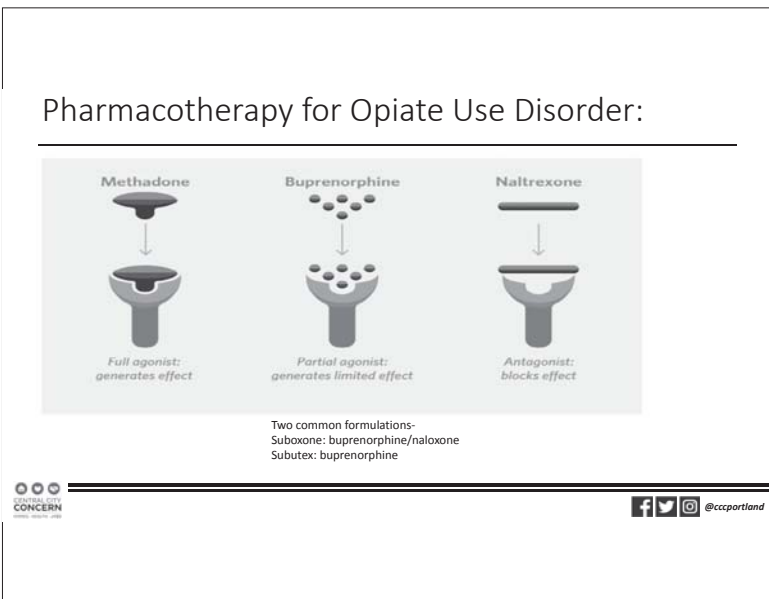 Pharmacotherapy for Opiate Use Disorder:
Methadone
Buprenorphine
Naltrexone
Full agonist:
generates effect
Partial agonist:
generates limited effect
Antagonist:
blocks effect
Two common formulations-
Suboxone: buprenorphine/naloxone
Subutex: buprenorphine
CENTRAL CITY
CONCERN
@cccportland